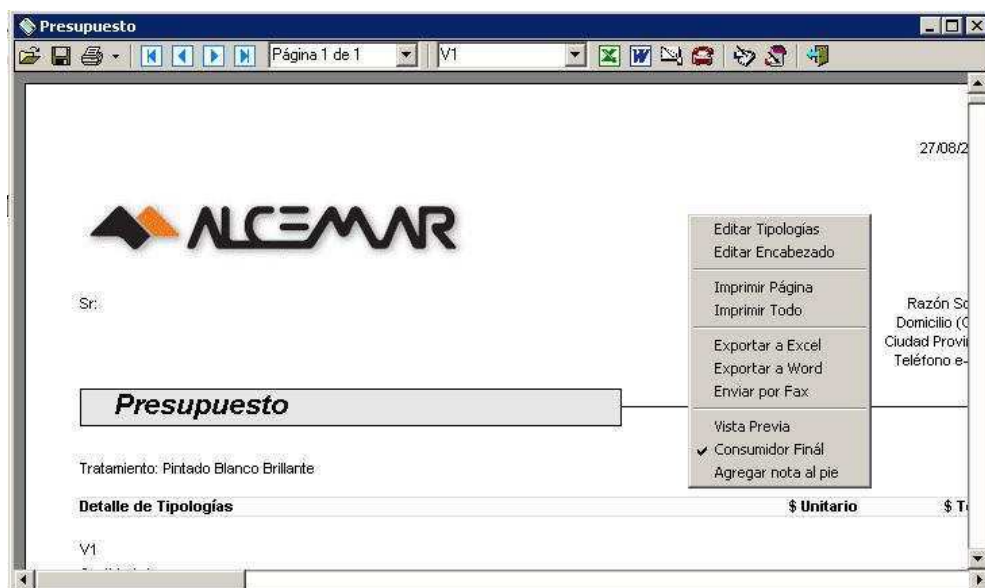 Presupuesto
Página 1 de 1
V1
27/08/2
ALCEMAR
Sr:
Razón So
Domicilio (C
Ciudad Provin
Teléfono e-
Presupuesto
Tratamiento: Pintado Blanco Brillante
Detalle de Tipologías $ Unitario $ T
V1
Editar Tipologías
Editar Encabezado
Imprimir Página
Imprimir Todo
Exportar a Excel
Exportar a Word
Enviar por Fax
Vista Previa
Consumidor Finál
Agregar nota al pie